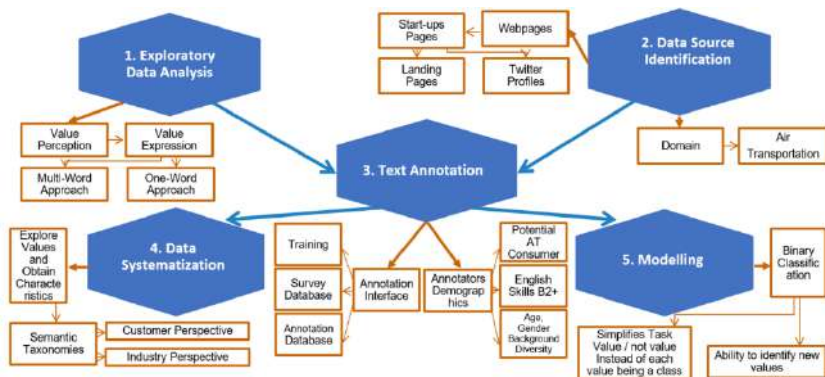 1. Exploratory
Data Analysis
Start-ups
Pages
Webpages
Landing
Pages
Twitter
Profiles
2. Data Source
Identification
Value
Perception
Value
Expression
Multi-Word
Approach
One-Word
Approach
Domain
Air
Transportation
3. Text Annotation
Explore
Values
and
Obtain
Characte
ristics
4. Data
Systematization
Semantic
Taxonomies
Customer Perspective
Industry Perspective
Training
Survey
Database
Annotation
Database
Annotation
Interface
Annotators
Demograp
hics
Potential
AT
Consumer
English
Skills B2+
Age,
Gender
Background
Diversity
5. Modelling
Binary
Classific
ation
Simplifies Task
Value / not value
Instead of each
value being a class
Ability to identify new
values